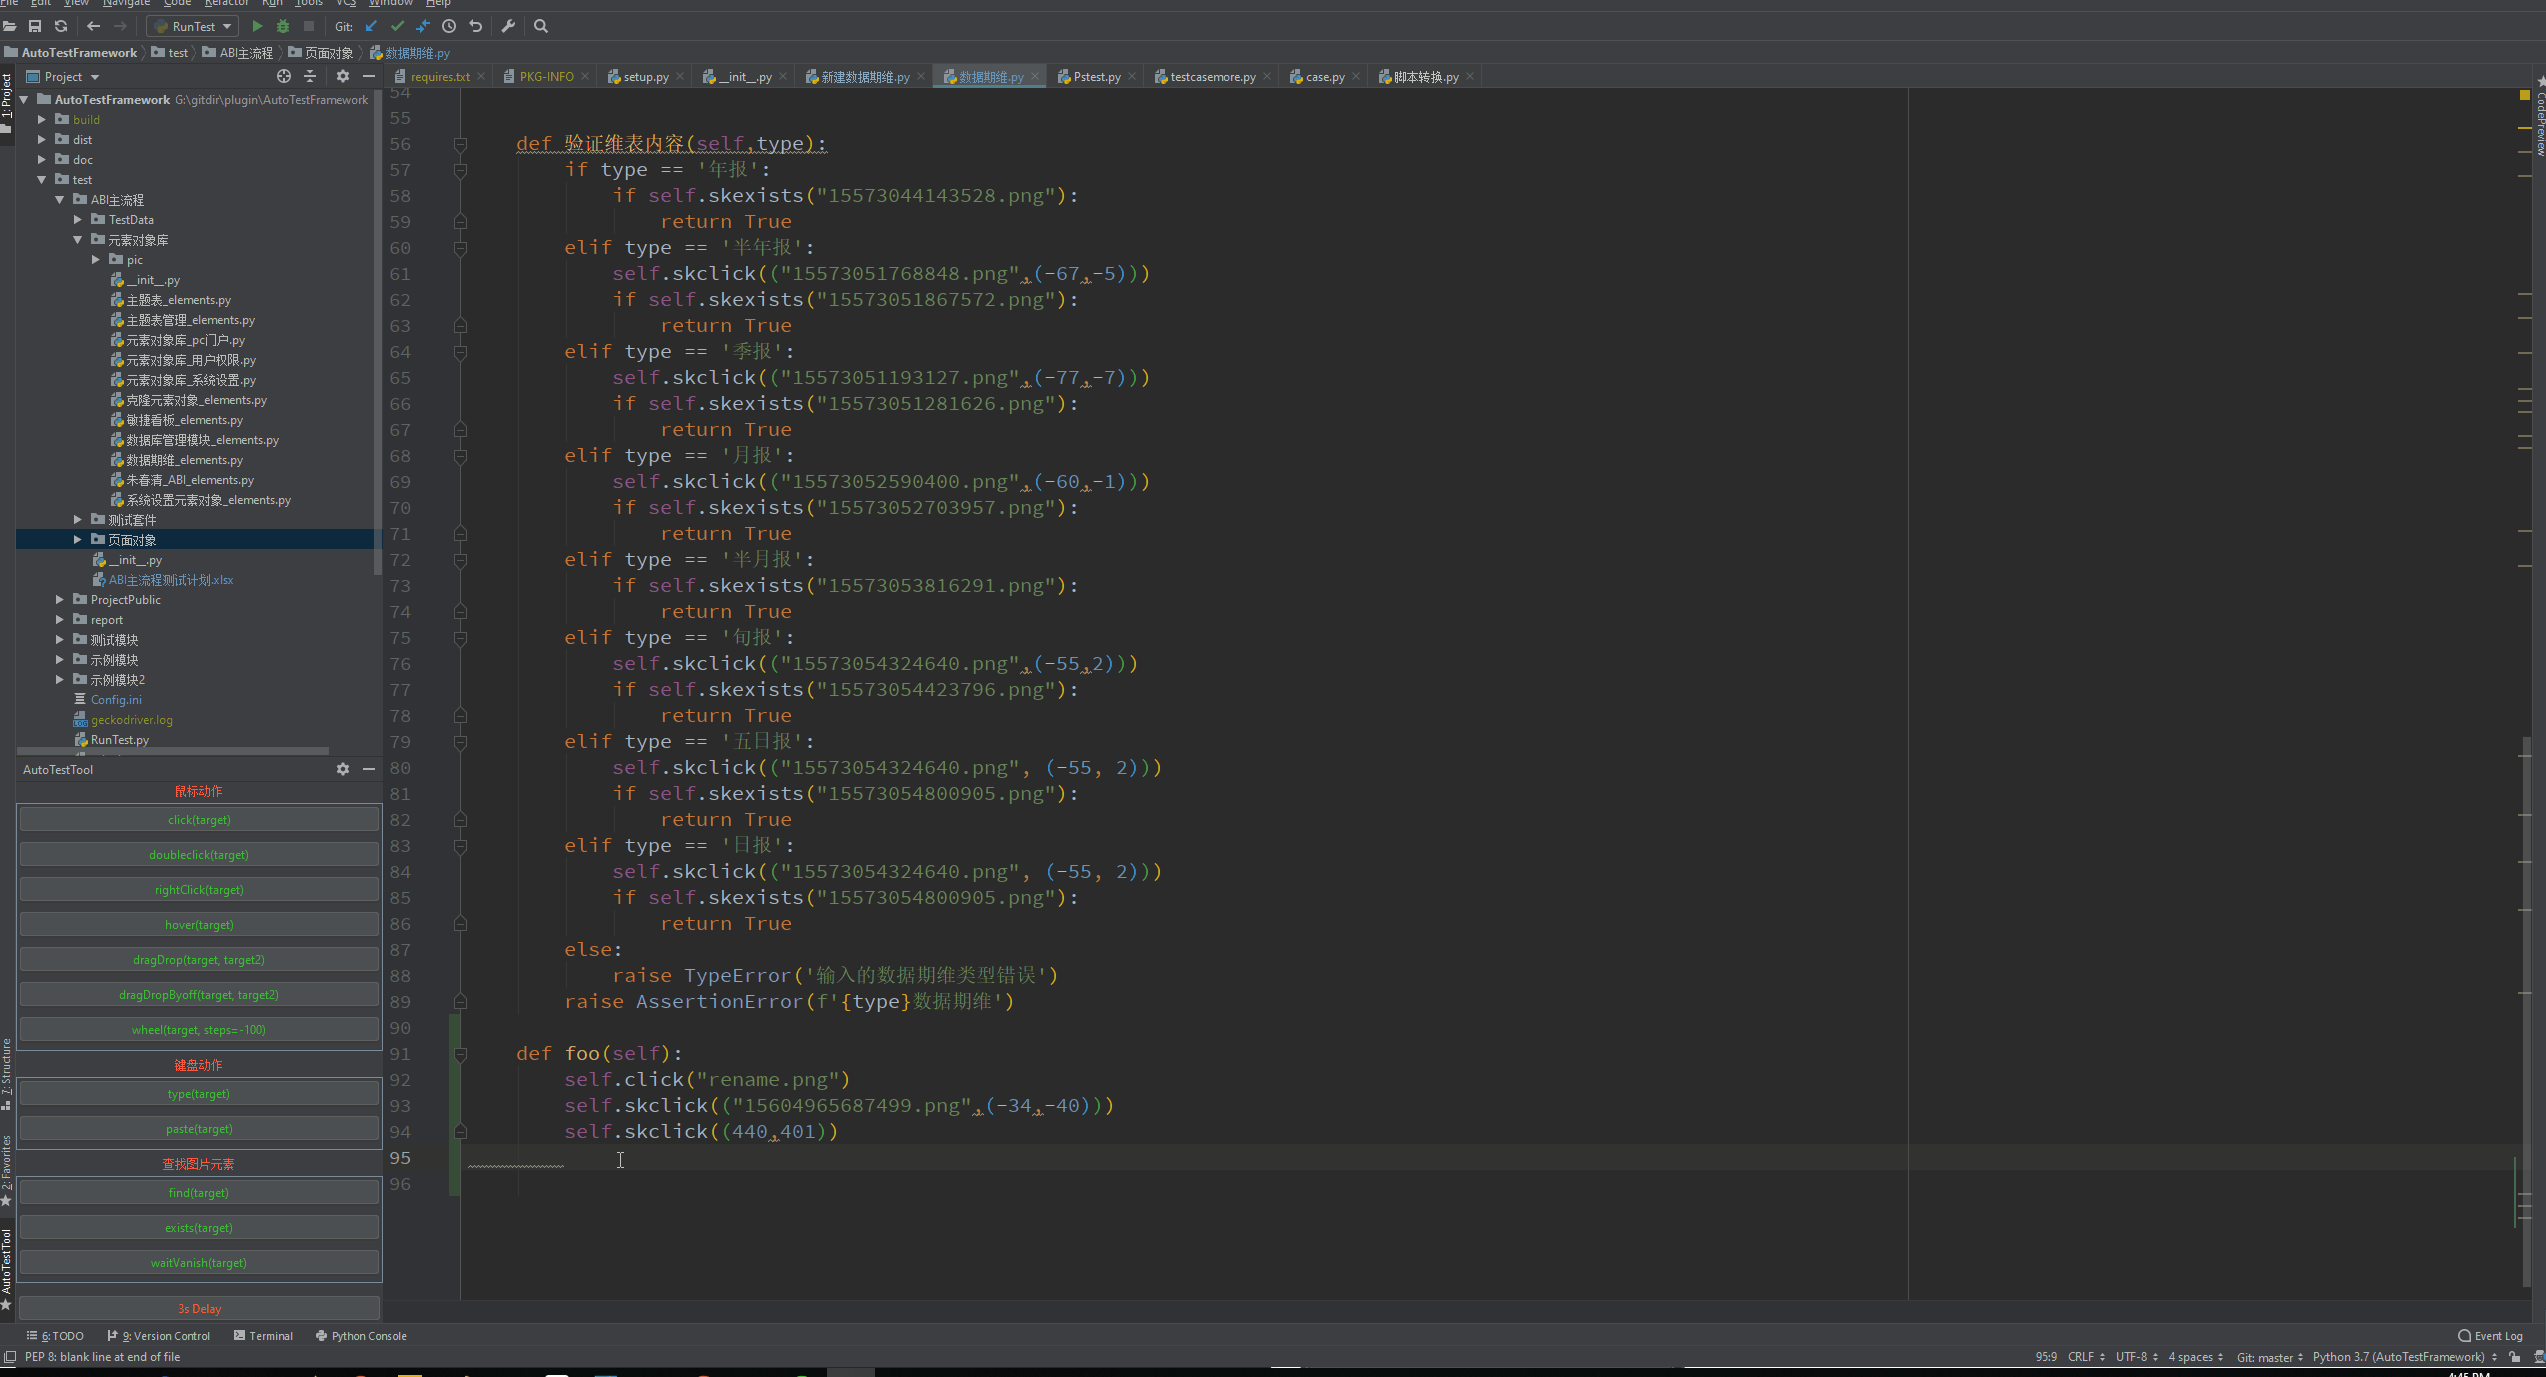 File Edit View Navigate Code Refactor Run Tools VCS Window Help
RunTest Git:
AutoTestFramework test ABI主流程 页面对象 数据期维.py
Project
requires.txt PKG-INFO setup.py __init__.py 新建数据期维.py 数据期维.py Pstest.py testcasemore.py case.py 脚本转换.py
1: Project
CodePreview
AutoTestFramework G:\gitdir\plugin\AutoTestFramework
build
dist
doc
test
ABI主流程
TestData
元素对象库
pic
__init__.py
主题表_elements.py
主题表管理_elements.py
元素对象库_pc门户.py
元素对象库_用户权限.py
元素对象库_系统设置.py
克隆元素对象_elements.py
敏捷看板_elements.py
数据库管理模块_elements.py
数据期维_elements.py
朱春清_ABI_elements.py
系统设置元素对象_elements.py
测试套件
页面对象
__init__.py
ABI主流程测试计划.xlsx
ProjectPublic
report
测试模块
示例模块
示例模块2
Config.ini
geckodriver.log
RunTest.py
AutoTestTool
鼠标动作
click(target)
doubleclick(target)
rightClick(target)
hover(target)
dragDrop(target, target2)
dragDropByoff(target, target2)
wheel(target, steps=-100)
键盘动作
type(target)
paste(target)
查找图片元素
find(target)
exists(target)
waitVanish(target)
3s Delay
7: Structure
2: Favorites
AutoTestTool
54
55
56 def 验证维表内容(self,type):
57 if type == '年报':
58 if self.skexists("15573044143528.png"):
59 return True
60 elif type == '半年报':
61 self.skclick(("15573051768848.png",(-67,-5)))
62 if self.skexists("15573051867572.png"):
63 return True
64 elif type == '季报':
65 self.skclick(("15573051193127.png",(-77,-7)))
66 if self.skexists("15573051281626.png"):
67 return True
68 elif type == '月报':
69 self.skclick(("15573052590400.png",(-60,-1)))
70 if self.skexists("15573052703957.png"):
71 return True
72 elif type == '半月报':
73 if self.skexists("15573053816291.png"):
74 return True
75 elif type == '旬报':
76 self.skclick(("15573054324640.png",(-55,2)))
77 if self.skexists("15573054423796.png"):
78 return True
79 elif type == '五日报':
80 self.skclick(("15573054324640.png", (-55, 2)))
81 if self.skexists("15573054800905.png"):
82 return True
83 elif type == '日报':
84 self.skclick(("15573054324640.png", (-55, 2)))
85 if self.skexists("15573054800905.png"):
86 return True
87 else:
88 raise TypeError('输入的数据期维类型错误')
89 raise AssertionError(f'{type}数据期维')
90
91 def foo(self):
92 self.click("rename.png")
93 self.skclick(("15604965687499.png",(-34,-40)))
94 self.skclick((440,401))
95
96
6: TODO 9: Version Control Terminal Python Console Event Log
PEP 8: blank line at end of file 95:9 CRLF UTF-8 4 spaces Git: master Python 3.7 (AutoTestFramework)
4:45 PM